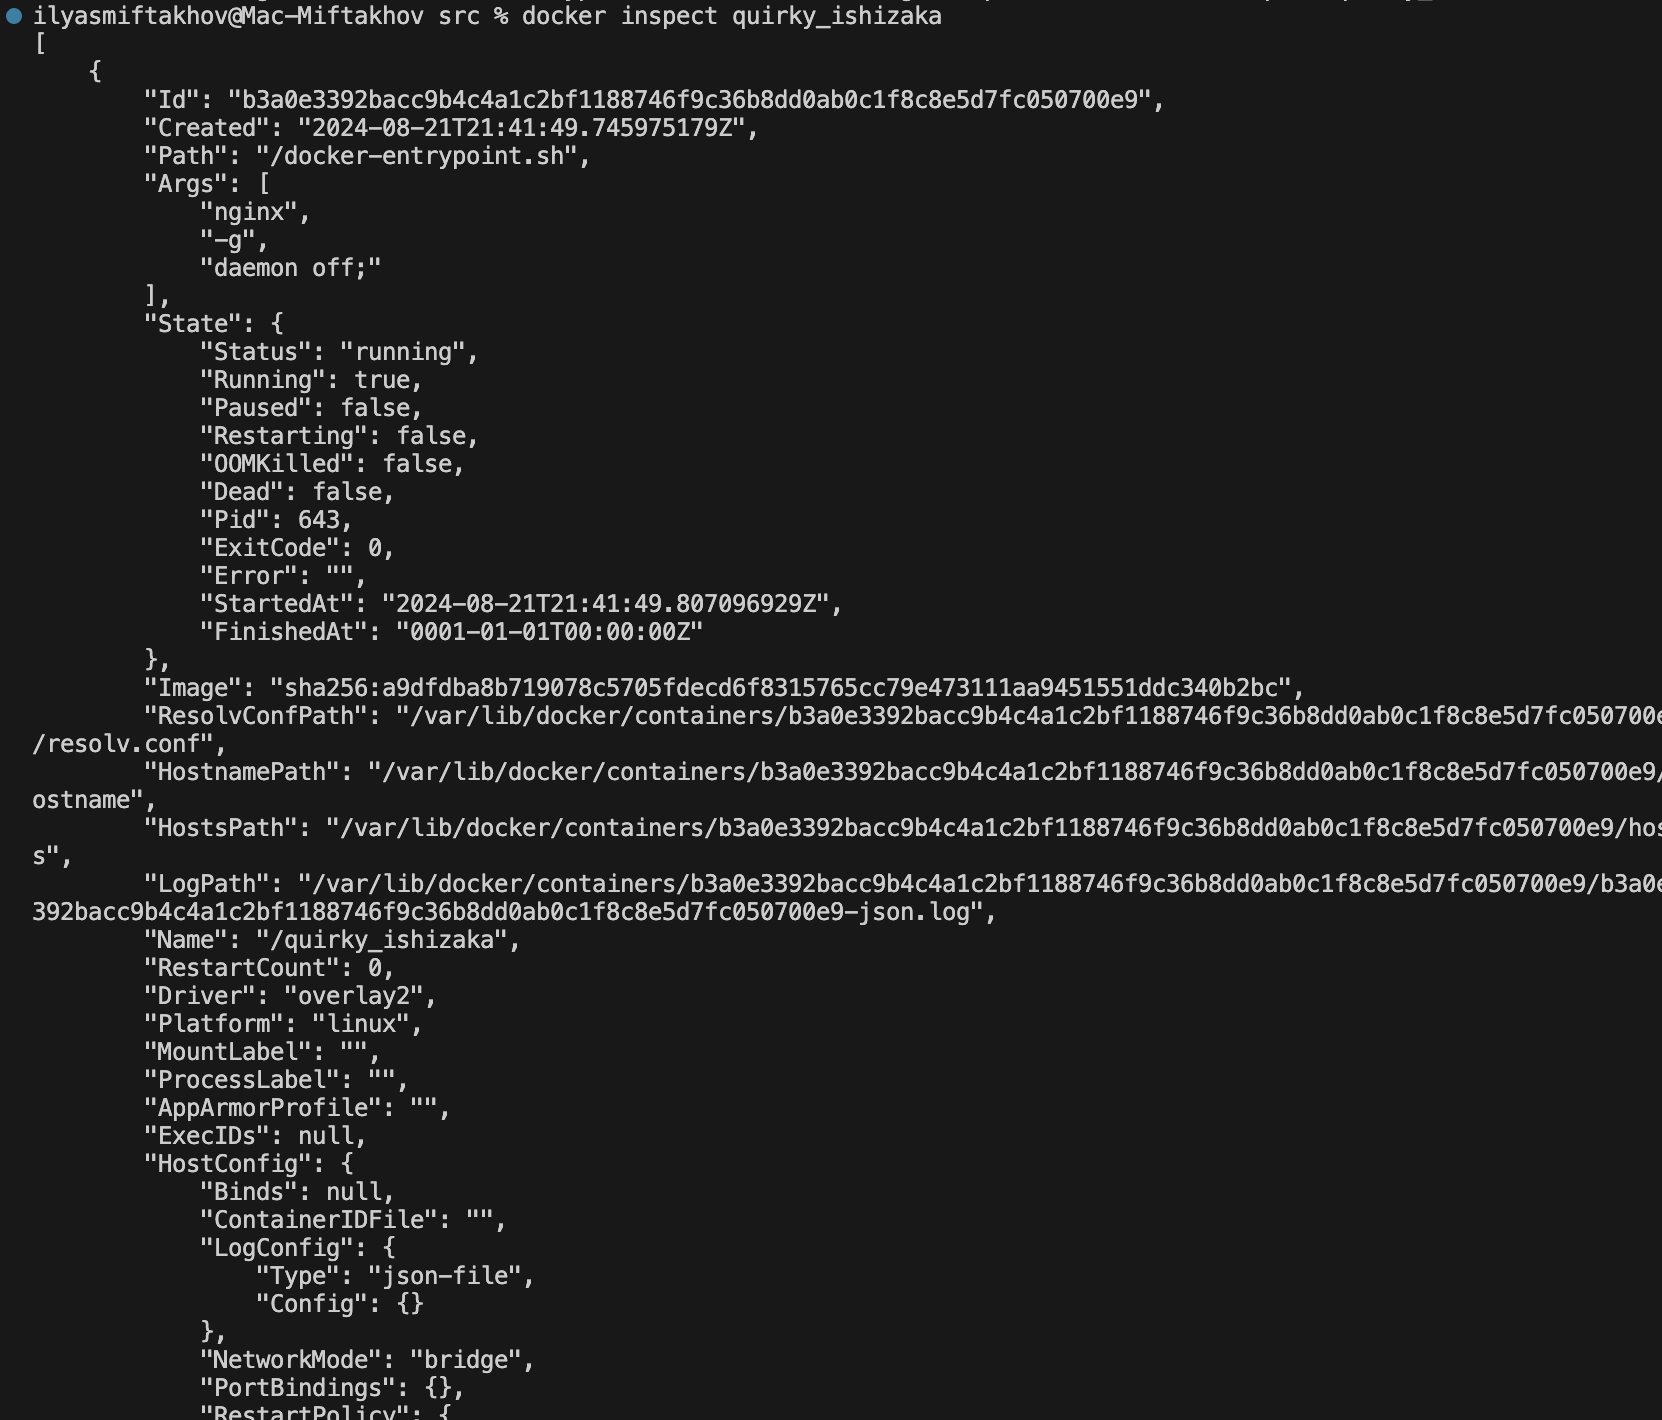 ilyasmiftakhov@Mac-Miftakhov src % docker inspect quirky_ishizaka
[
    {
        "Id": "b3a0e3392bacc9b4c4a1c2bf1188746f9c36b8dd0ab0c1f8c8e5d7fc050700e9",
        "Created": "2024-08-21T21:41:49.745975179Z",
        "Path": "/docker-entrypoint.sh",
        "Args": [
            "nginx",
            "-g",
            "daemon off;"
        ],
        "State": {
            "Status": "running",
            "Running": true,
            "Paused": false,
            "Restarting": false,
            "OOMKilled": false,
            "Dead": false,
            "Pid": 643,
            "ExitCode": 0,
            "Error": "",
            "StartedAt": "2024-08-21T21:41:49.807096929Z",
            "FinishedAt": "0001-01-01T00:00:00Z"
        },
        "Image": "sha256:a9dfdba8b719078c5705fdecd6f8315765cc79e473111aa9451551ddc340b2bc",
        "ResolvConfPath": "/var/lib/docker/containers/b3a0e3392bacc9b4c4a1c2bf1188746f9c36b8dd0ab0c1f8c8e5d7fc050700e
/resolv.conf",
        "HostnamePath": "/var/lib/docker/containers/b3a0e3392bacc9b4c4a1c2bf1188746f9c36b8dd0ab0c1f8c8e5d7fc050700e9/
ostname",
        "HostsPath": "/var/lib/docker/containers/b3a0e3392bacc9b4c4a1c2bf1188746f9c36b8dd0ab0c1f8c8e5d7fc050700e9/hos
s",
        "LogPath": "/var/lib/docker/containers/b3a0e3392bacc9b4c4a1c2bf1188746f9c36b8dd0ab0c1f8c8e5d7fc050700e9/b3a0e
392bacc9b4c4a1c2bf1188746f9c36b8dd0ab0c1f8c8e5d7fc050700e9-json.log",
        "Name": "/quirky_ishizaka",
        "RestartCount": 0,
        "Driver": "overlay2",
        "Platform": "linux",
        "MountLabel": "",
        "ProcessLabel": "",
        "AppArmorProfile": "",
        "ExecIDs": null,
        "HostConfig": {
            "Binds": null,
            "ContainerIDFile": "",
            "LogConfig": {
                "Type": "json-file",
                "Config": {}
            },
            "NetworkMode": "bridge",
            "PortBindings": {},
            "RestartPolicy": {